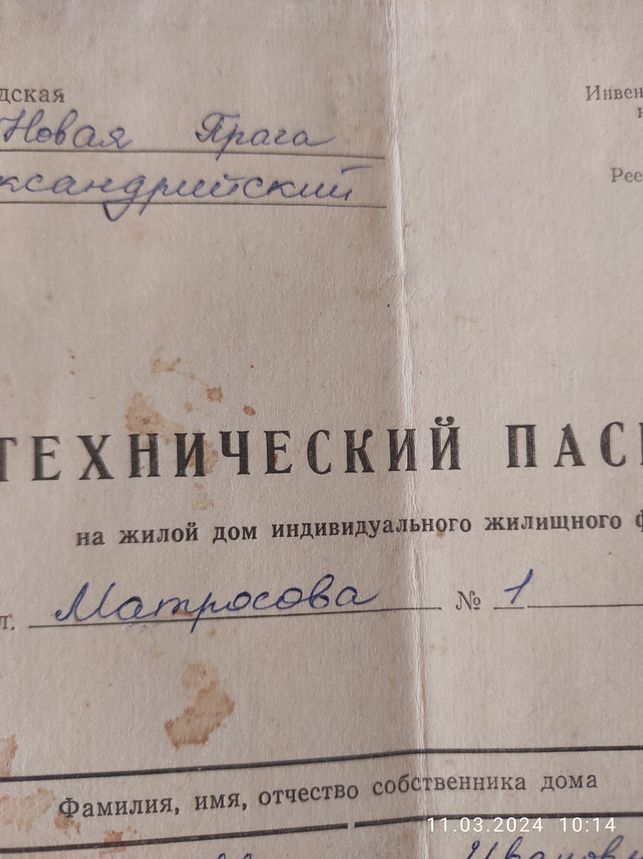 дская Инвен
Новая Прага
ксандрийский Рее
ТЕХНИЧЕСКИЙ ПАС
на жилой дом индивидуального жилищного ф
л. Матросова № 1
Фамилия, имя, отчество собственника дома
11.03.2024 10:14